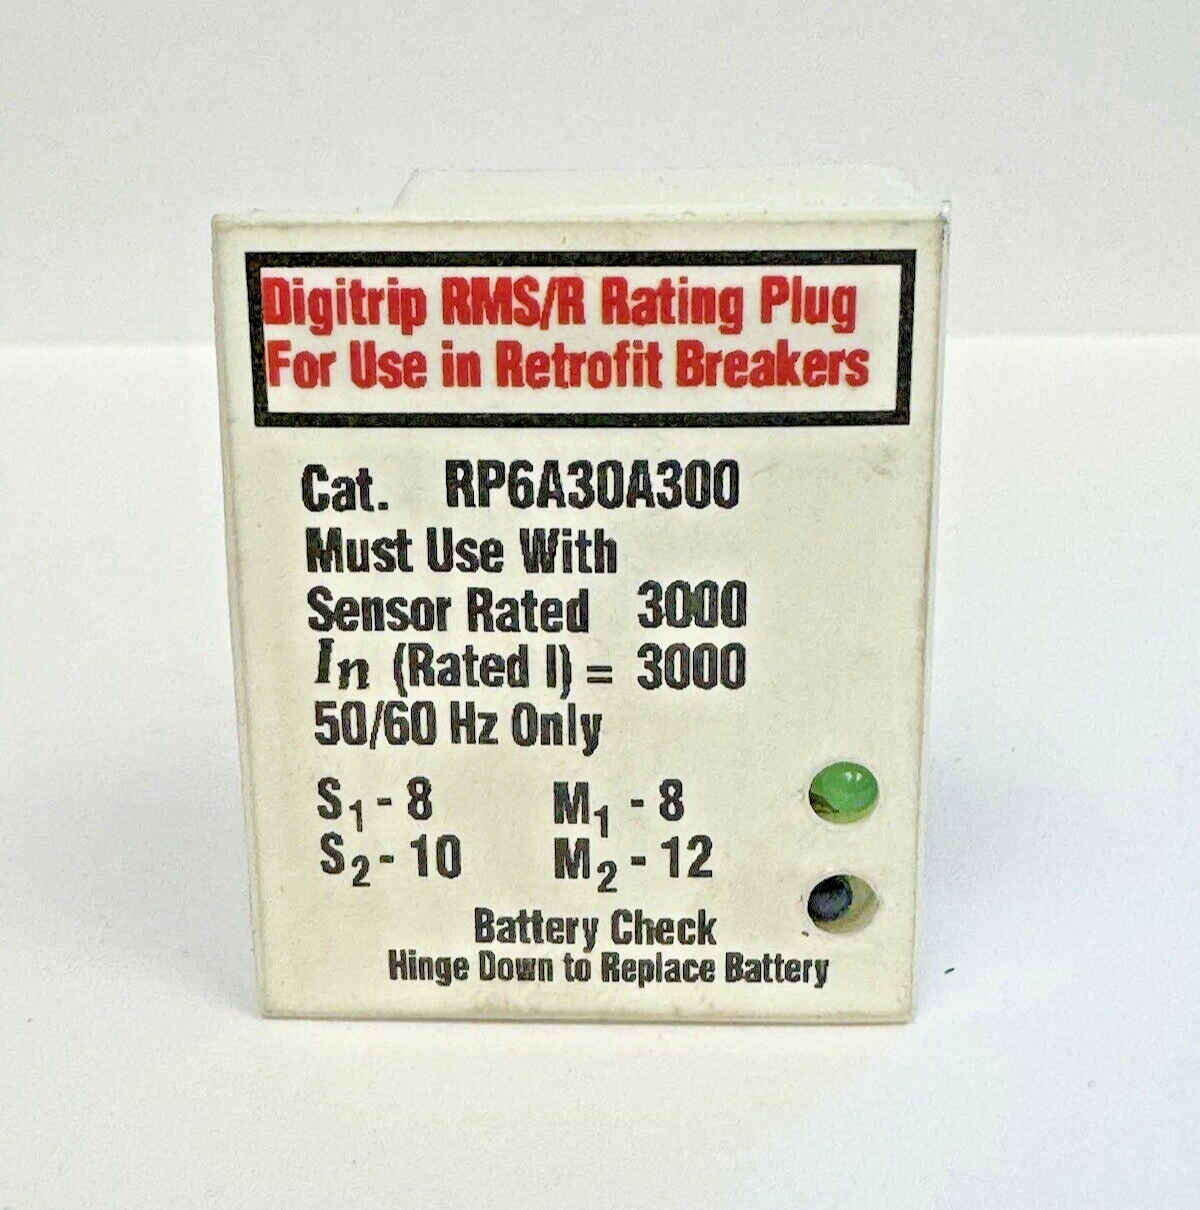 Digitrip RMS/R Rating Plug
For Use in Retrofit Breakers
Cat. RP6A30A300
Must Use With
Sensor Rated 3000
In (Rated I) = 3000
50/60 Hz Only
S1 - 8 M1 - 8
S2 - 10 M2 - 12
Battery Check
Hinge Down to Replace Battery